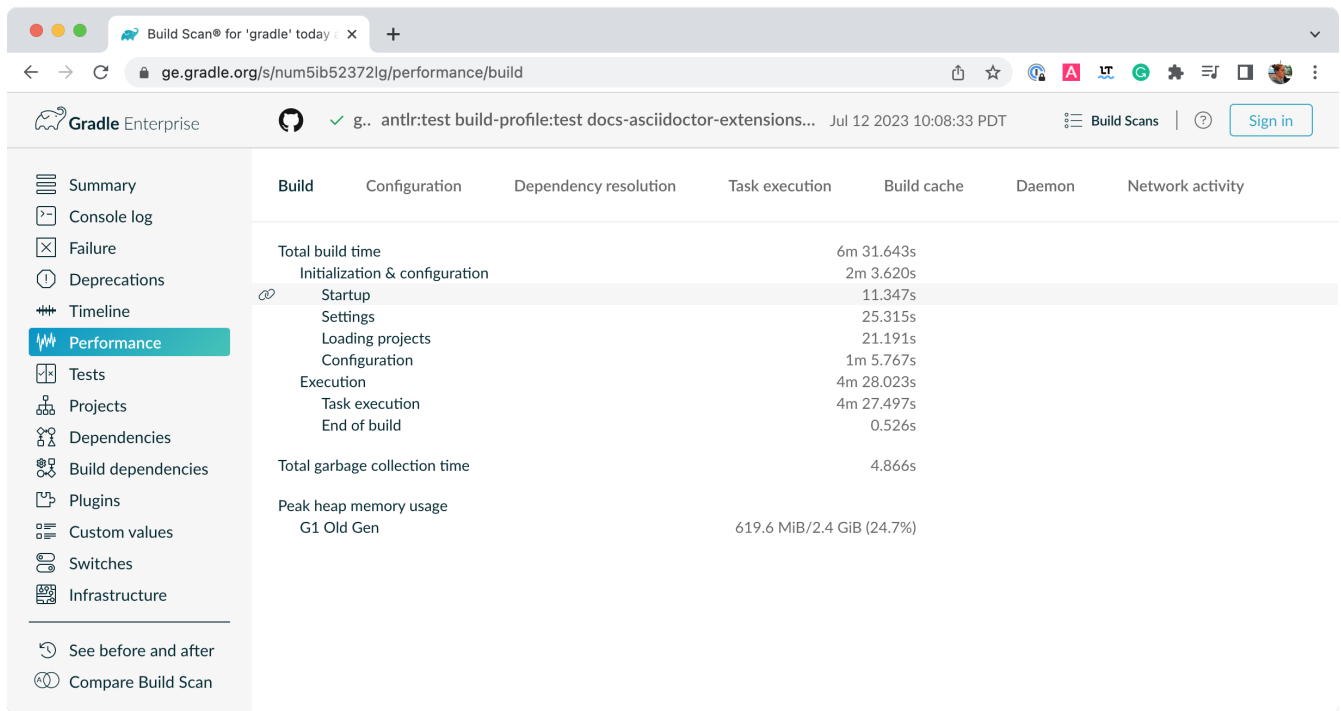 Build Scan® for 'gradle' today a
ge.gradle.org/s/num5ib52372lg/performance/build
Gradle Enterprise
g.. antlr:test build-profile:test docs-asciidoctor-extensions... Jul 12 2023 10:08:33 PDT
Build Scans
Sign in
Summary
Console log
Failure
Deprecations
Timeline
Performance
Tests
Projects
Dependencies
Build dependencies
Plugins
Custom values
Switches
Infrastructure
See before and after
Compare Build Scan
Build Configuration Dependency resolution Task execution Build cache Daemon Network activity
Total build time 6m 31.643s
Initialization & configuration 2m 3.620s
Startup 11.347s
Settings 25.315s
Loading projects 21.191s
Configuration 1m 5.767s
Execution 4m 28.023s
Task execution 4m 27.497s
End of build 0.526s
Total garbage collection time 4.866s
Peak heap memory usage
G1 Old Gen 619.6 MiB/2.4 GiB (24.7%)